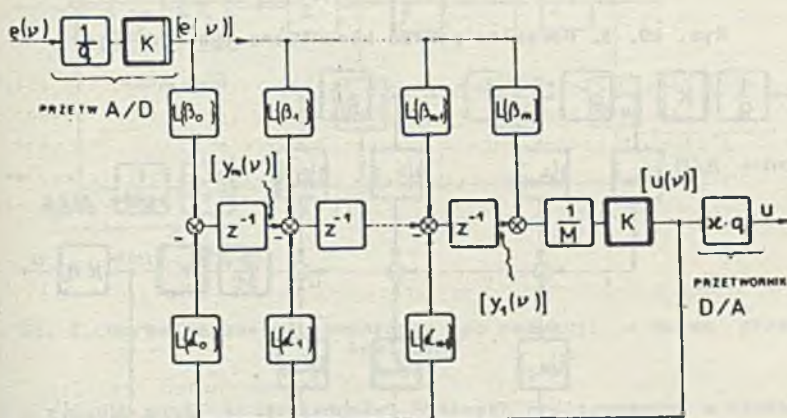 e(ν)
1/q
K
[e(ν)]
PRZETW A/D
L(β₀)
L(β₁)
L(βₘ₋₁)
L(βₘ)
[yₘ(ν)]
[u(ν)]
z⁻¹
z⁻¹
z⁻¹
1/M
K
ϰ·q
u
[y₁(ν)]
PRZETWORNIK
D/A
L(α₀)
L(α₁)
L(αₘ₋₁)